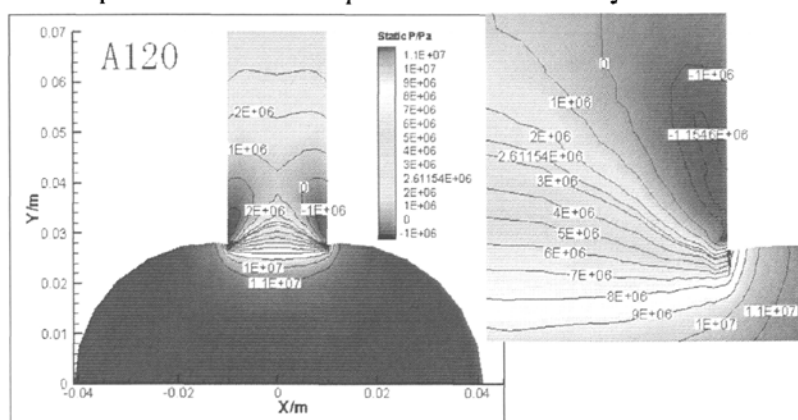 A120
Y/m
0.07
0.06
0.05
0.04
0.03
0.02
0.01
0
-0.04
-0.02
0
0.02
0.04
X/m
Static P/Pa
1.1E+07
1E+07
9E+06
8E+06
7E+06
6E+06
5E+06
4E+06
3E+06
2.61154E+06
2E+06
1E+06
0
-1E+06
2E+06
1E+06
0
2E+06
-1E+06
1E+07
1.1E+07
0
-1E+06
1E+06
-1.1546E+06
2E+06
2.61154E+06
3E+06
4E+06
5E+06
6E+06
7E+06
8E+06
9E+06
1E+07
1.1E+07